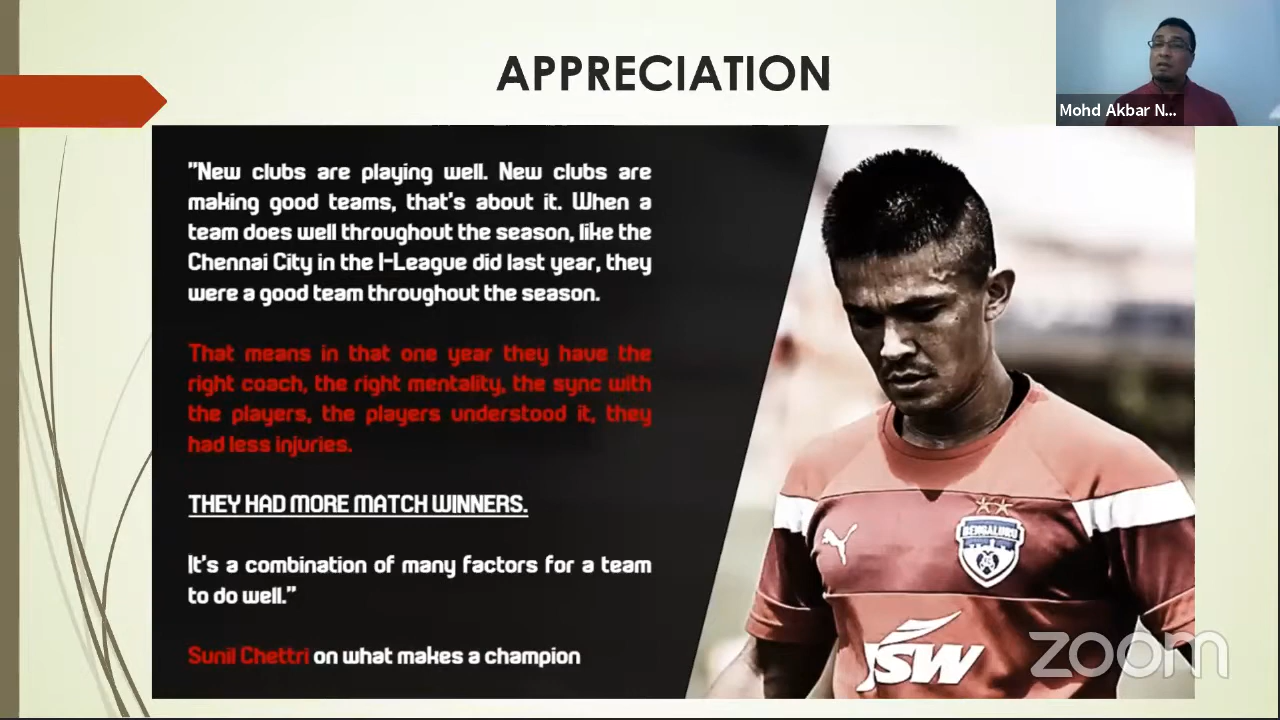 APPRECIATION
Mohd Akbar N...
"New clubs are playing well. New clubs are
making good teams, that's about it. When a
team does well throughout the season, like the
Chennai City in the I-League did last year, they
were a good team throughout the season.
That means in that one year they have the
right coach, the right mentality, the sync with
the players, the players understood it, they
had less injuries.
THEY HAD MORE MATCH WINNERS.
It's a combination of many factors for a team
to do well."
Sunil Chettri on what makes a champion
BENGALURU
JSW
zoom